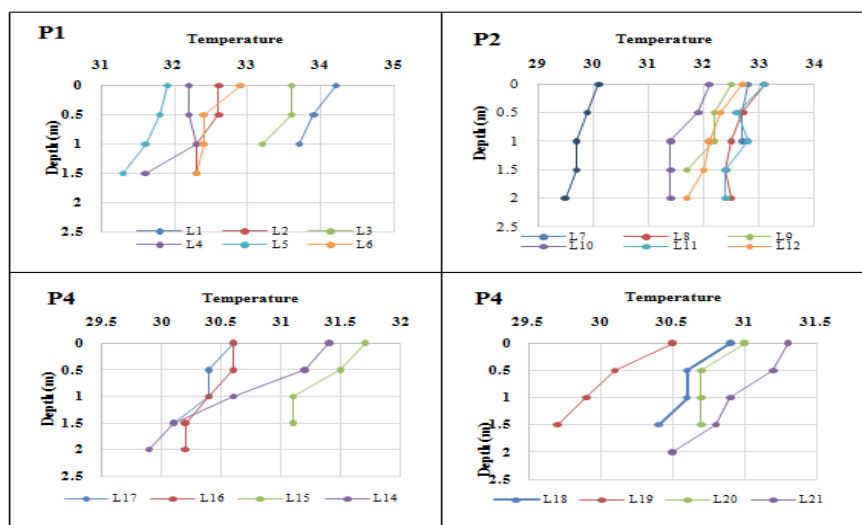 P1
Temperature
31 32 33 34 35
0
0.5
1
1.5
2
2.5
Depth (m)
L1 L2 L3
L4 L5 L6
P2
Temperature
29 30 31 32 33 34
0
0.5
1
1.5
2
2.5
Depth (m)
L7 L8 L9
L10 L11 L12
P4
Temperature
29.5 30 30.5 31 31.5 32
0
0.5
1
1.5
2
2.5
Depth (m)
L17 L16 L15 L14
P4
Temperature
29.5 30 30.5 31 31.5
0
0.5
1
1.5
2
2.5
Depth (m)
L18 L19 L20 L21